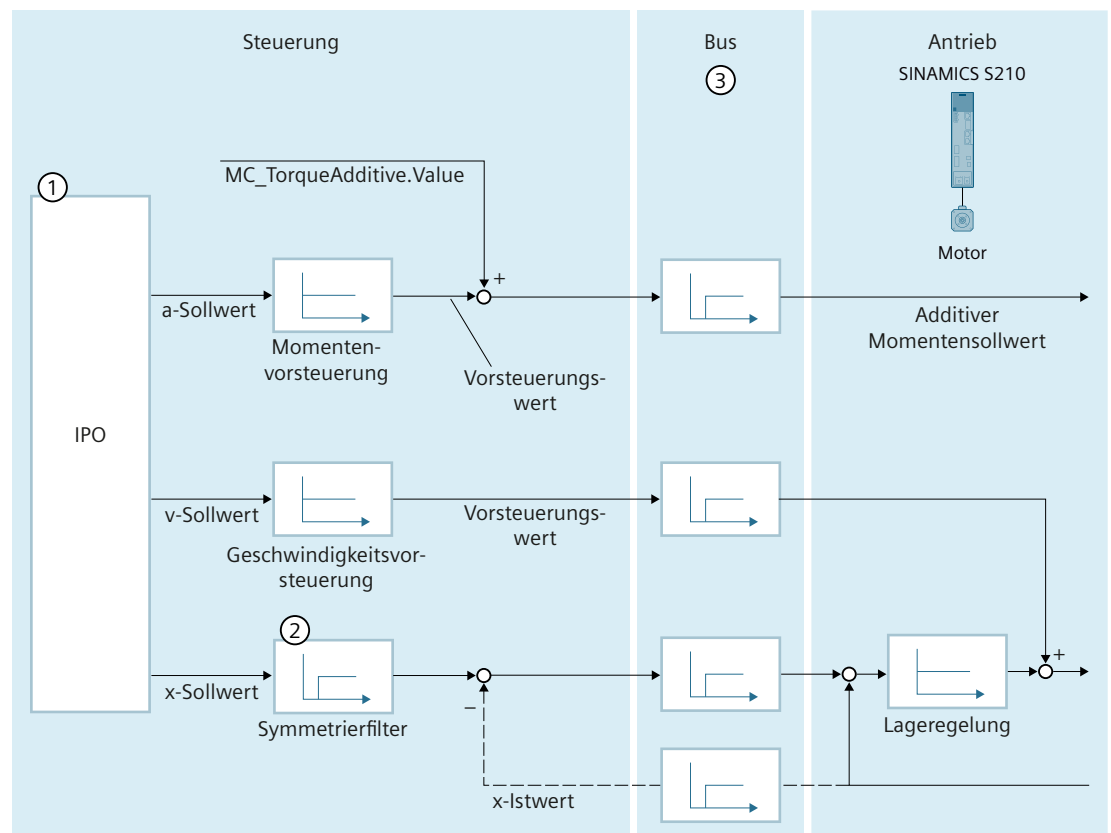 Steuerung
Bus
Antrieb
3
SINAMICS S210
MC_TorqueAdditive.Value
1
Motor
+
a-Sollwert
Additiver
Momentensollwert
Momenten-
vorsteuerung
Vorsteuerungs-
wert
IPO
v-Sollwert
Vorsteuerungs-
wert
Geschwindigkeitsvor-
steuerung
2
+
x-Sollwert
−
Symmetrierfilter
Lageregelung
x-Istwert